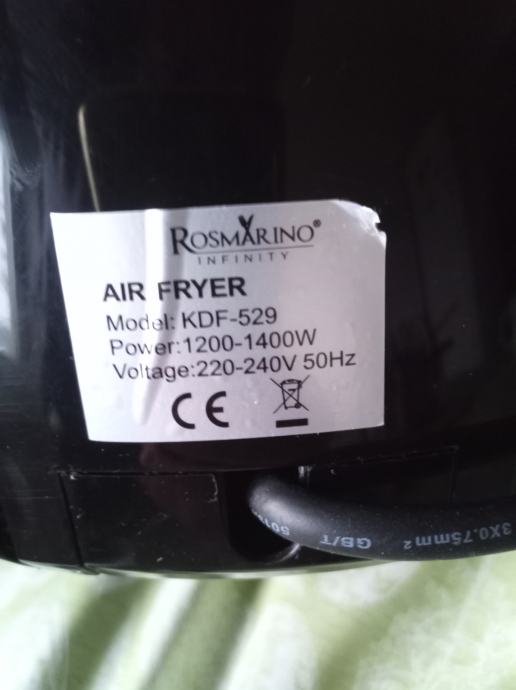 ROSMARINO®
INFINITY
AIR FRYER
Model: KDF-529
Power:1200-1400W
Voltage:220-240V 50Hz
CE
GB/T
3X0.75mm²